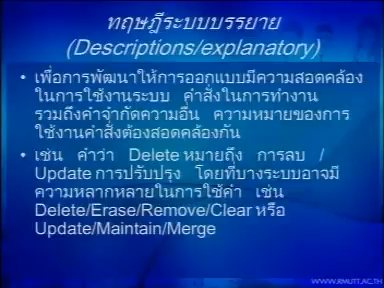 ทฤษฎีระบบบรรยาย
(Descriptions/explanatory)
• เพื่อการพัฒนาให้การออกแบบมีความสอดคล้อง
ในการใช้งานระบบ คำสั่งในการทำงาน
รวมถึงคำจำกัดความอื่น ความหมายของการ
ใช้งานคำสั่งต้องสอดคล้องกัน
• เช่น คำว่า Delete หมายถึง การลบ /
Update การปรับปรุง โดยที่บางระบบอาจมี
ความหลากหลายในการใช้คำ เช่น
Delete/Erase/Remove/Clear หรือ
Update/Maintain/Merge
WWW.RMUTT.AC.TH